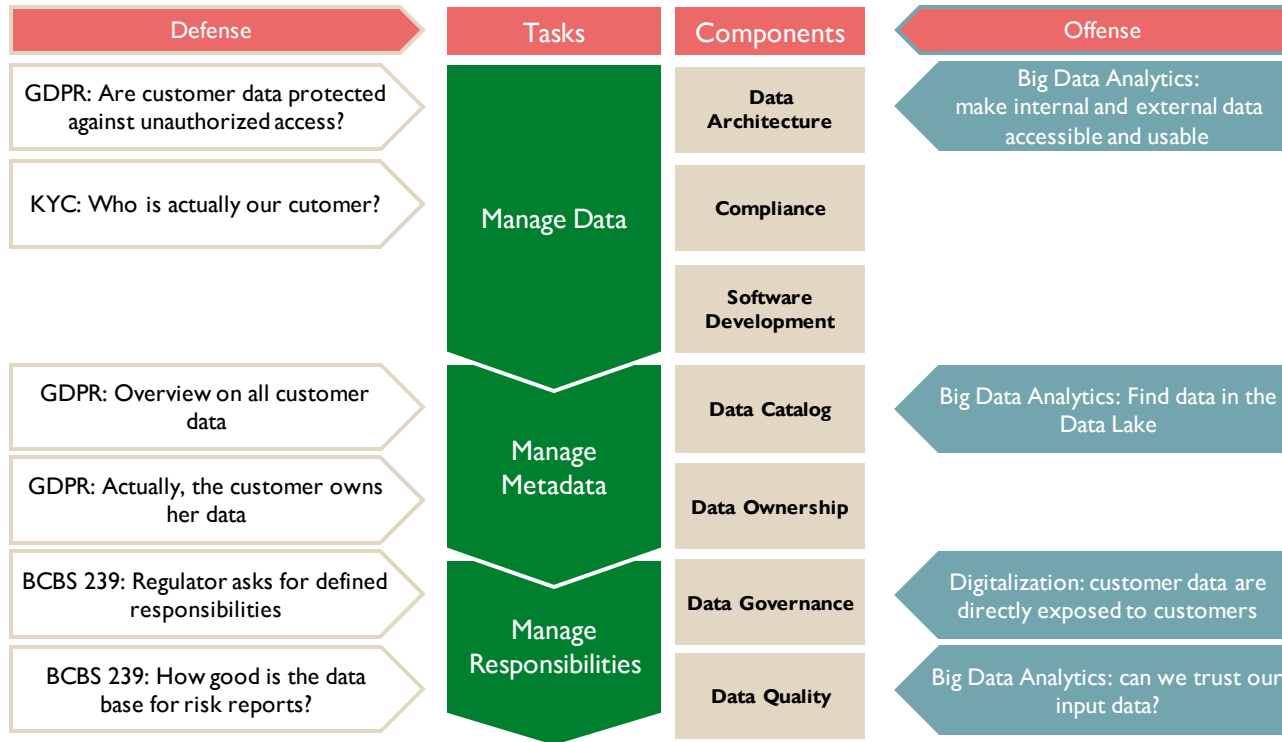 Defense
Tasks
Components
Offense
GDPR: Are customer data protected
against unauthorized access?
Manage Data
Data
Architecture
Big Data Analytics:
make internal and external data
accessible and usable
KYC: Who is actually our cutomer?
Compliance
Software
Development
GDPR: Overview on all customer
data
Manage
Metadata
Data Catalog
Big Data Analytics: Find data in the
Data Lake
GDPR: Actually, the customer owns
her data
Data Ownership
BCBS 239: Regulator asks for defined
responsibilities
Manage
Responsibilities
Data Governance
Digitalization: customer data are
directly exposed to customers
BCBS 239: How good is the data
base for risk reports?
Data Quality
Big Data Analytics: can we trust our
input data?